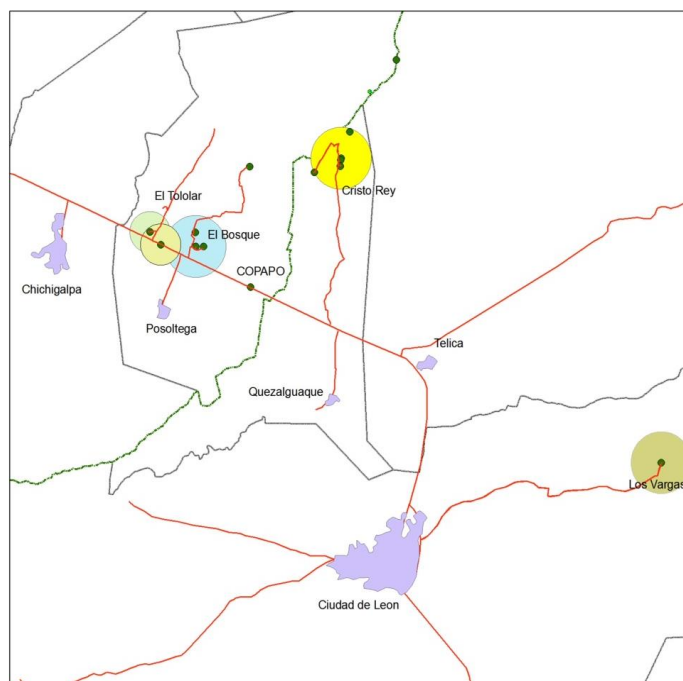 El Tololar
Cristo Rey
El Bosque
COPAPO
Chichigalpa
Posoltega
Telica
Quezalguaque
Los Vargas
Ciudad de Leon